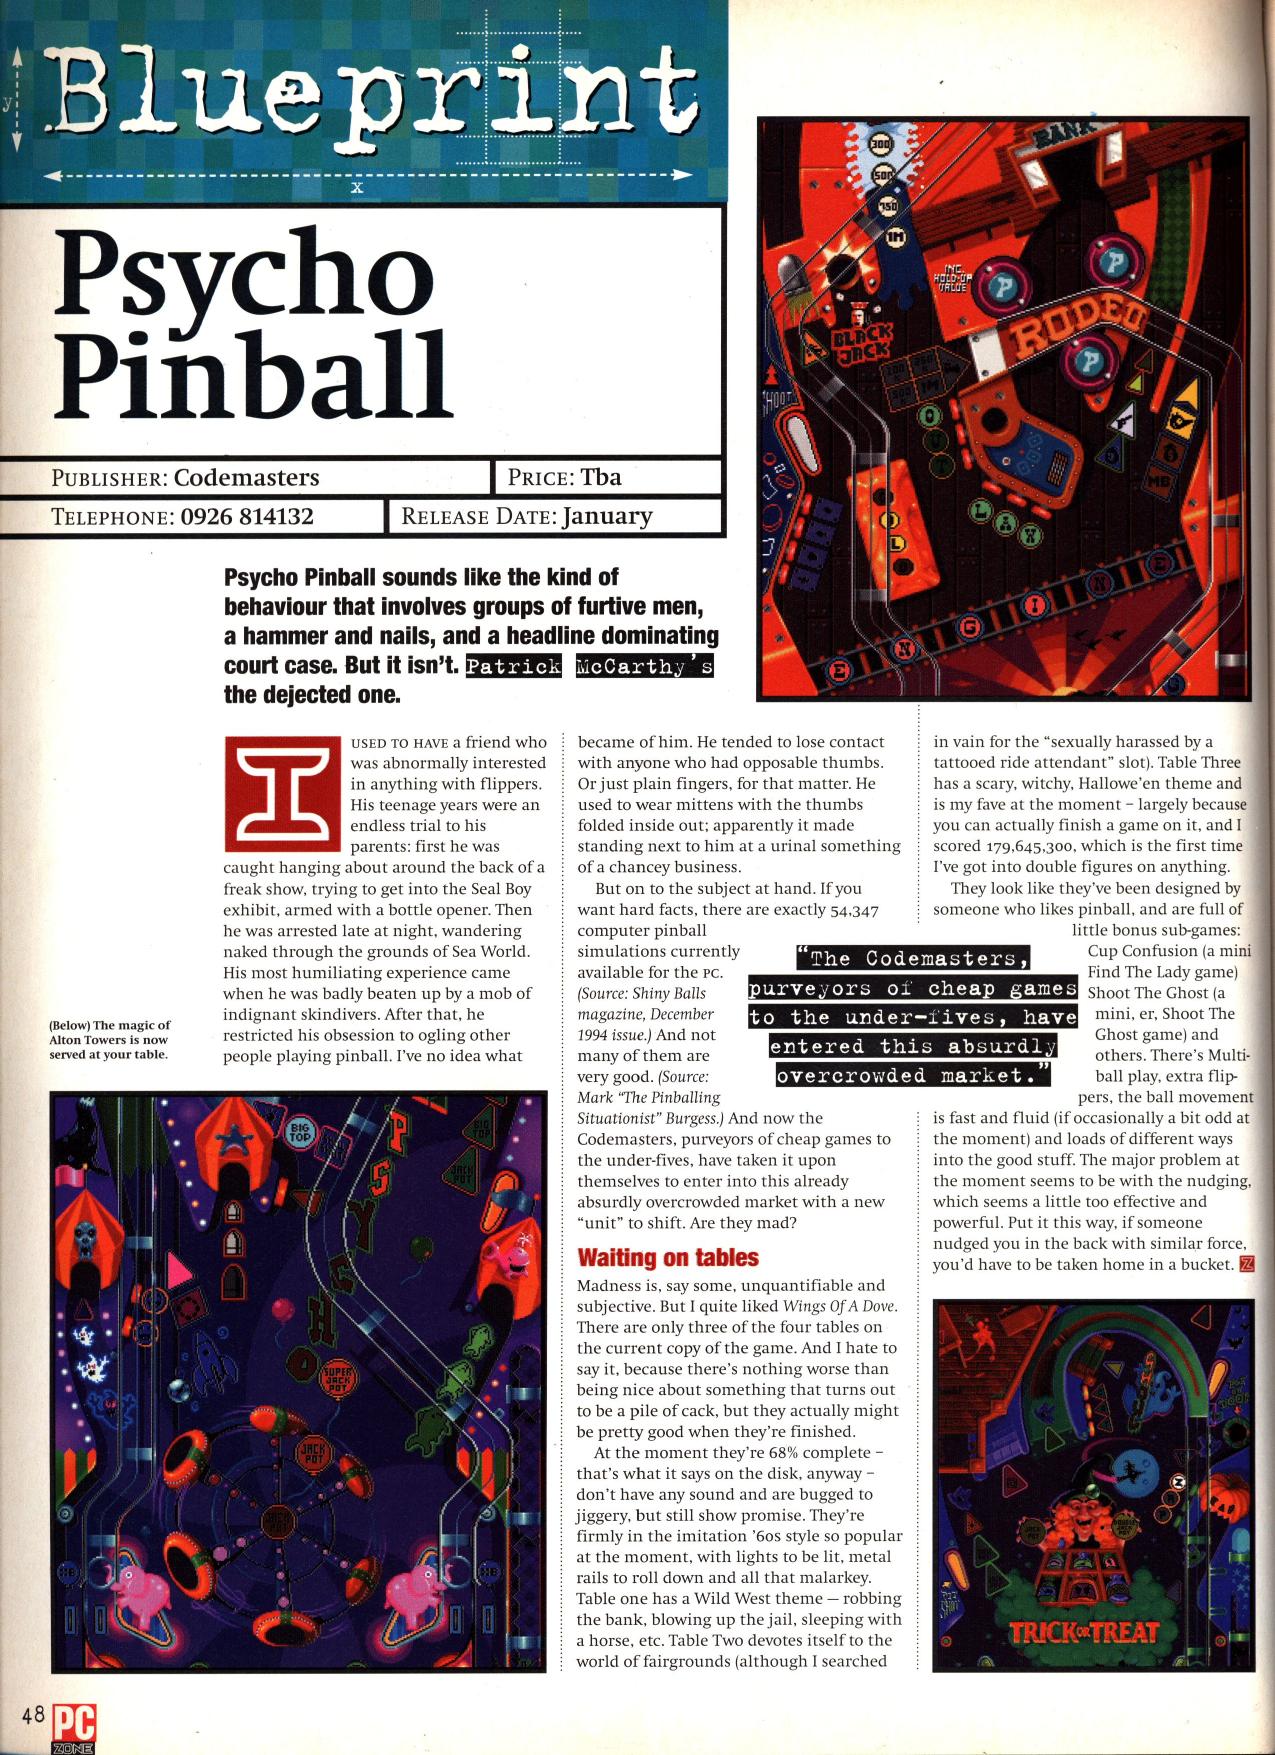 Blueprint
y
x
Psycho
Pinball
PUBLISHER: Codemasters
PRICE: Tba
TELEPHONE: 0926 814132
RELEASE DATE: January
Psycho Pinball sounds like the kind of
behaviour that involves groups of furtive men,
a hammer and nails, and a headline dominating
court case. But it isn't. Patrick McCarthy's
the dejected one.
I USED TO HAVE a friend who
was abnormally interested
in anything with flippers.
His teenage years were an
endless trial to his
parents: first he was
caught hanging about around the back of a
freak show, trying to get into the Seal Boy
exhibit, armed with a bottle opener. Then
he was arrested late at night, wandering
naked through the grounds of Sea World.
His most humiliating experience came
when he was badly beaten up by a mob of
indignant skindivers. After that, he
restricted his obsession to ogling other
people playing pinball. I've no idea what
became of him. He tended to lose contact
with anyone who had opposable thumbs.
Or just plain fingers, for that matter. He
used to wear mittens with the thumbs
folded inside out; apparently it made
standing next to him at a urinal something
of a chancey business.
But on to the subject at hand. If you
want hard facts, there are exactly 54,347
computer pinball
simulations currently
available for the PC.
(Source: Shiny Balls
magazine, December
1994 issue.) And not
many of them are
very good. (Source:
Mark "The Pinballing
Situationist" Burgess.) And now the
Codemasters, purveyors of cheap games to
the under-fives, have taken it upon
themselves to enter into this already
absurdly overcrowded market with a new
"unit" to shift. Are they mad?
Waiting on tables
Madness is, say some, unquantifiable and
subjective. But I quite liked Wings Of A Dove.
There are only three of the four tables on
the current copy of the game. And I hate to
say it, because there's nothing worse than
being nice about something that turns out
to be a pile of cack, but they actually might
be pretty good when they're finished.
At the moment they're 68% complete –
that's what it says on the disk, anyway –
don't have any sound and are bugged to
jiggery, but still show promise. They're
firmly in the imitation '60s style so popular
at the moment, with lights to be lit, metal
rails to roll down and all that malarkey.
Table one has a Wild West theme — robbing
the bank, blowing up the jail, sleeping with
a horse, etc. Table Two devotes itself to the
world of fairgrounds (although I searched
in vain for the "sexually harassed by a
tattooed ride attendant" slot). Table Three
has a scary, witchy, Hallowe'en theme and
is my fave at the moment – largely because
you can actually finish a game on it, and I
scored 179,645,300, which is the first time
I've got into double figures on anything.
They look like they've been designed by
someone who likes pinball, and are full of
little bonus sub-games:
Cup Confusion (a mini
Find The Lady game)
Shoot The Ghost (a
mini, er, Shoot The
Ghost game) and
others. There's Multi-
ball play, extra flip-
pers, the ball movement
is fast and fluid (if occasionally a bit odd at
the moment) and loads of different ways
into the good stuff. The major problem at
the moment seems to be with the nudging,
which seems a little too effective and
powerful. Put it this way, if someone
nudged you in the back with similar force,
you'd have to be taken home in a bucket. Z
"The Codemasters,
purveyors of cheap games
to the under-fives, have
entered this absurdly
overcrowded market."
(Below) The magic of
Alton Towers is now
served at your table.
BANK
300
500
750
1M
INC.
HOLD-UP
VALUE
P
P
P
RODEO
BLACK
JACK
SHOOT
OUT
MB
LAX
ENGINE
BIG
TOP
BIG
TOP
JACK
POT
PSYCHO
SUPER
JACK
POT
JACK
POT
JACK
POT
JACK
POT
DOUBLE
JACK
POT
TRICK OR TREAT
48
PC
ZONE